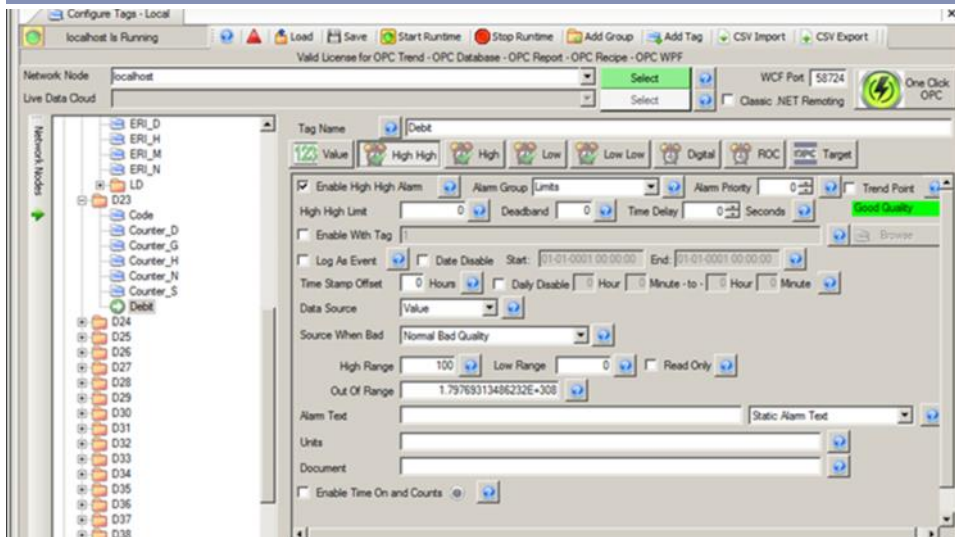 Configure Tags - Local
localhost Is Running Load Save Start Runtime Stop Runtime Add Group Add Tag CSV Import CSV Export
Valid License for OPC Trend - OPC Database - OPC Report - OPC Recipe - OPC WPF
Network Node localhost Select WCF Port 58724 One Click OPC
Live Data Cloud Select Classic .NET Remoting
Network Nodes
ERI_D
ERI_H
ERI_M
ERI_N
LD
D23
Code
Counter_D
Counter_G
Counter_H
Counter_N
Counter_S
Debit
D24
D25
D26
D27
D28
D29
D30
D31
D32
D33
D34
D35
D36
D37
D38
Tag Name Debit
123 Value High High High Low Low Low Digital ROC OPC Target
Enable High High Alarm Alarm Group Limits Alarm Priority 0 Trend Point
High High Limit 0 Deadband 0 Time Delay 0 Seconds Good Quality
Enable With Tag 1 Browse
Log As Event Date Disable Start: 01-01-0001 00:00:00 End: 01-01-0001 00:00:00
Time Stamp Offset 0 Hours Daily Disable 0 Hour 0 Minute - to - 0 Hour 0 Minute
Data Source Value
Source When Bad Normal Bad Quality
High Range 100 Low Range 0 Read Only
Out Of Range 1.79769313486232E+308
Alarm Text Static Alarm Text
Units
Document
Enable Time On and Counts